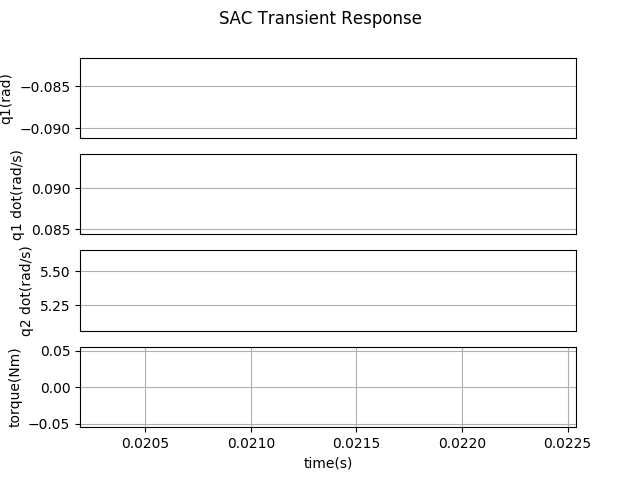 SAC Transient Response
q1(rad)
−0.085
−0.090
q1 dot(rad/s)
0.090
0.085
q2 dot(rad/s)
5.50
5.25
torque(Nm)
0.05
0.00
−0.05
0.0205 0.0210 0.0215 0.0220 0.0225
time(s)